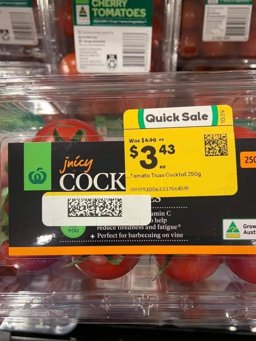 CHERRY
TOMATOES
Quick Sale
Was $4.90 ea
$3.43
Tomato Truss Cocktail 250g
juicy
COCK
250
min C
help
YOU
reduce tiredness and fatigue*
+ Perfect for barbecuing on vine
Grow
Aust